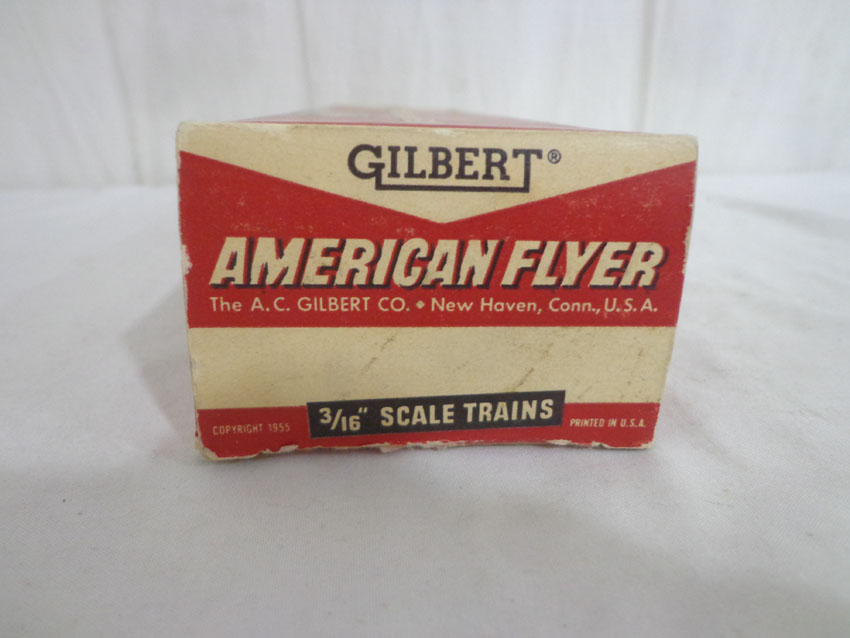 GILBERT®
AMERICAN FLYER
The A.C. GILBERT CO. • New Haven, Conn., U.S.A.
3/16" SCALE TRAINS
COPYRIGHT 1955
PRINTED IN U.S.A.